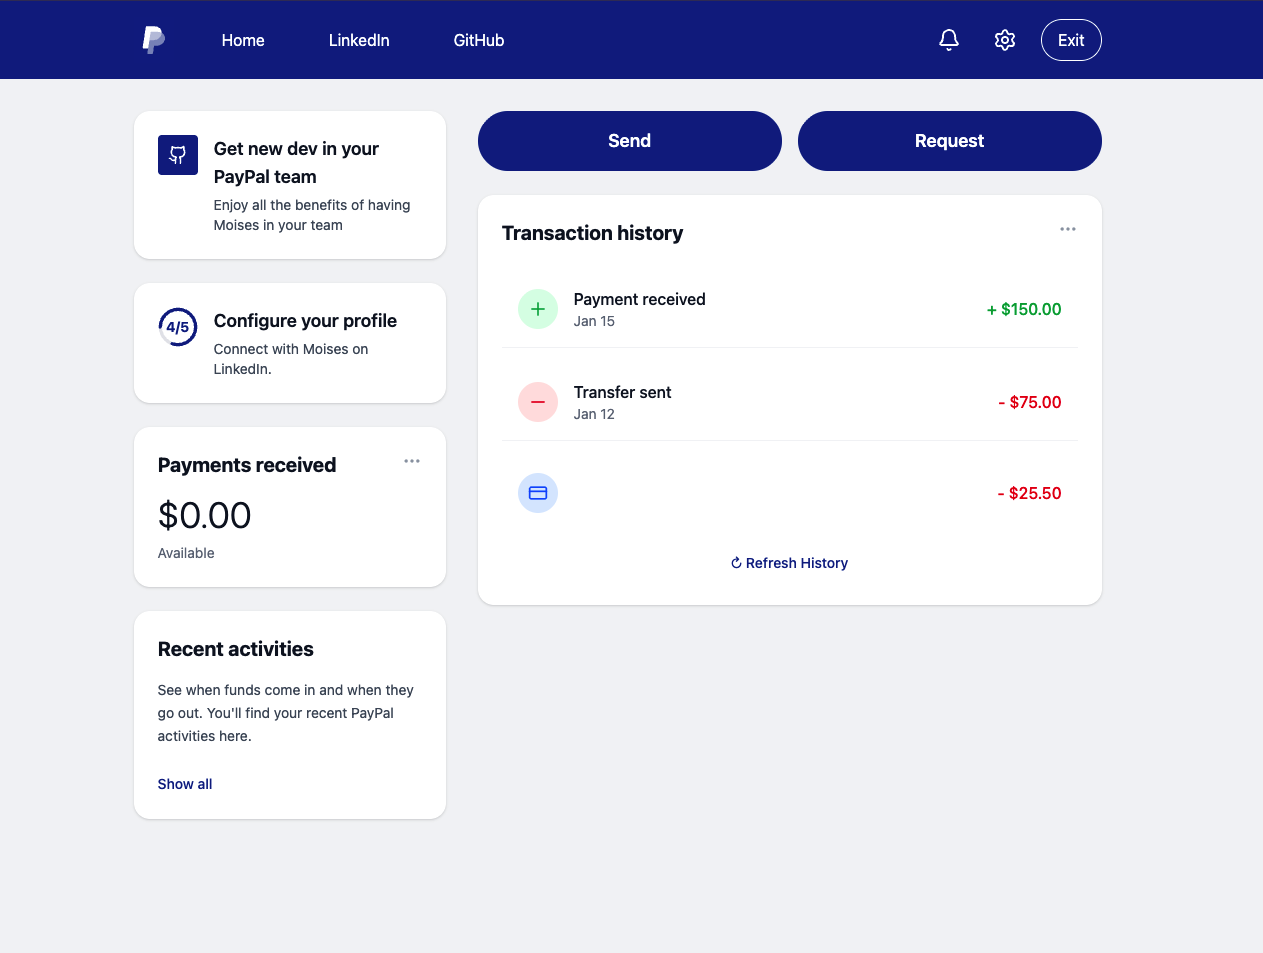 Home LinkedIn GitHub Exit
Get new dev in your
PayPal team
Enjoy all the benefits of having
Moises in your team
4/5
Configure your profile
Connect with Moises on
LinkedIn.
Payments received
$0.00
Available
Recent activities
See when funds come in and when they
go out. You'll find your recent PayPal
activities here.
Show all
Send Request
Transaction history
Payment received
Jan 15
+ $150.00
Transfer sent
Jan 12
- $75.00
- $25.50
Refresh History